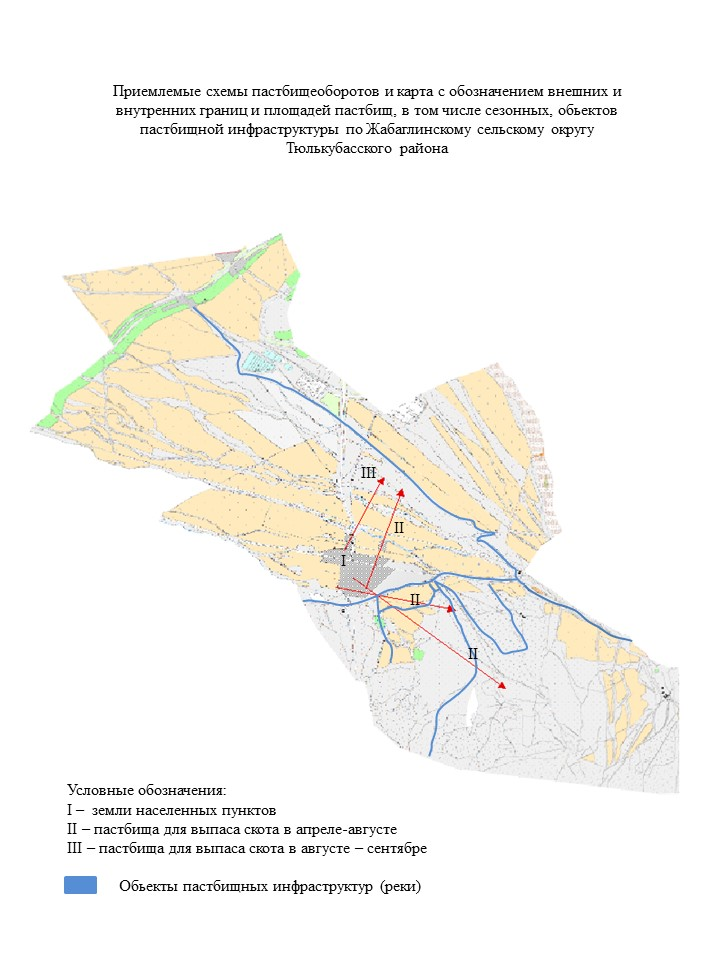 Приемлемые схемы пастбищеоборотов и карта с обозначением внешних и
внутренних границ и площадей пастбищ, в том числе сезонных, обьектов
пастбищной инфраструктуры по Жабаглинскому сельскому округу
Тюлькубасского района
III
II
I
II
II
Условные обозначения:
I – земли населенных пунктов
II – пастбища для выпаса скота в апреле-августе
III – пастбища для выпаса скота в августе – сентябре
Обьекты пастбищных инфраструктур (реки)